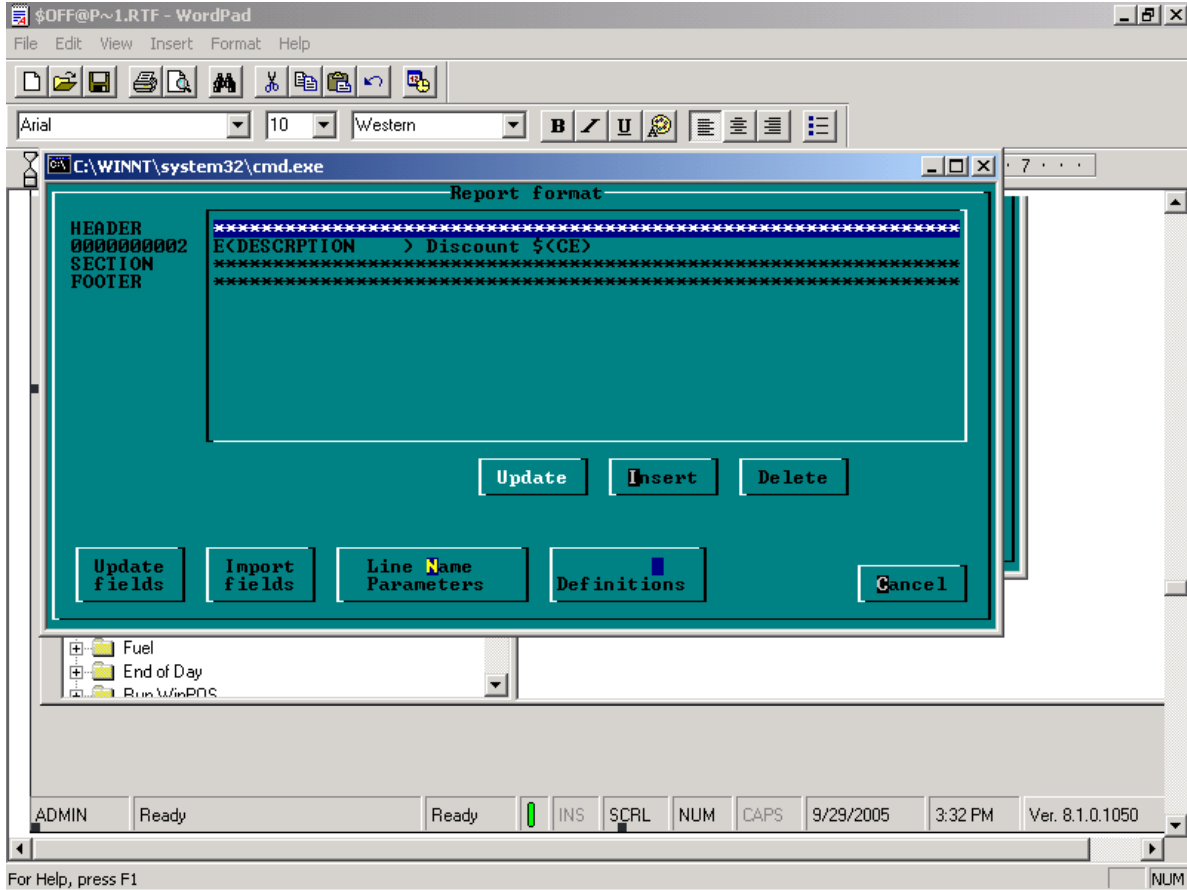 $OFF@P~1.RTF - WordPad
File Edit View Insert Format Help
Arial 10 Western B I U
7
C:\WINNT\system32\cmd.exe
Report format
HEADER ****************************************************************
0000000002 E<DESCRPTION    > Discount $<CE>
SECTION ****************************************************************
FOOTER ****************************************************************
Update Insert Delete
Update fields
Import fields
Line Name Parameters
Definitions
Cancel
Fuel
End of Day
Run WinPOS
ADMIN Ready Ready INS SCRL NUM CAPS 9/29/2005 3:32 PM Ver. 8.1.0.1050
For Help, press F1 NUM